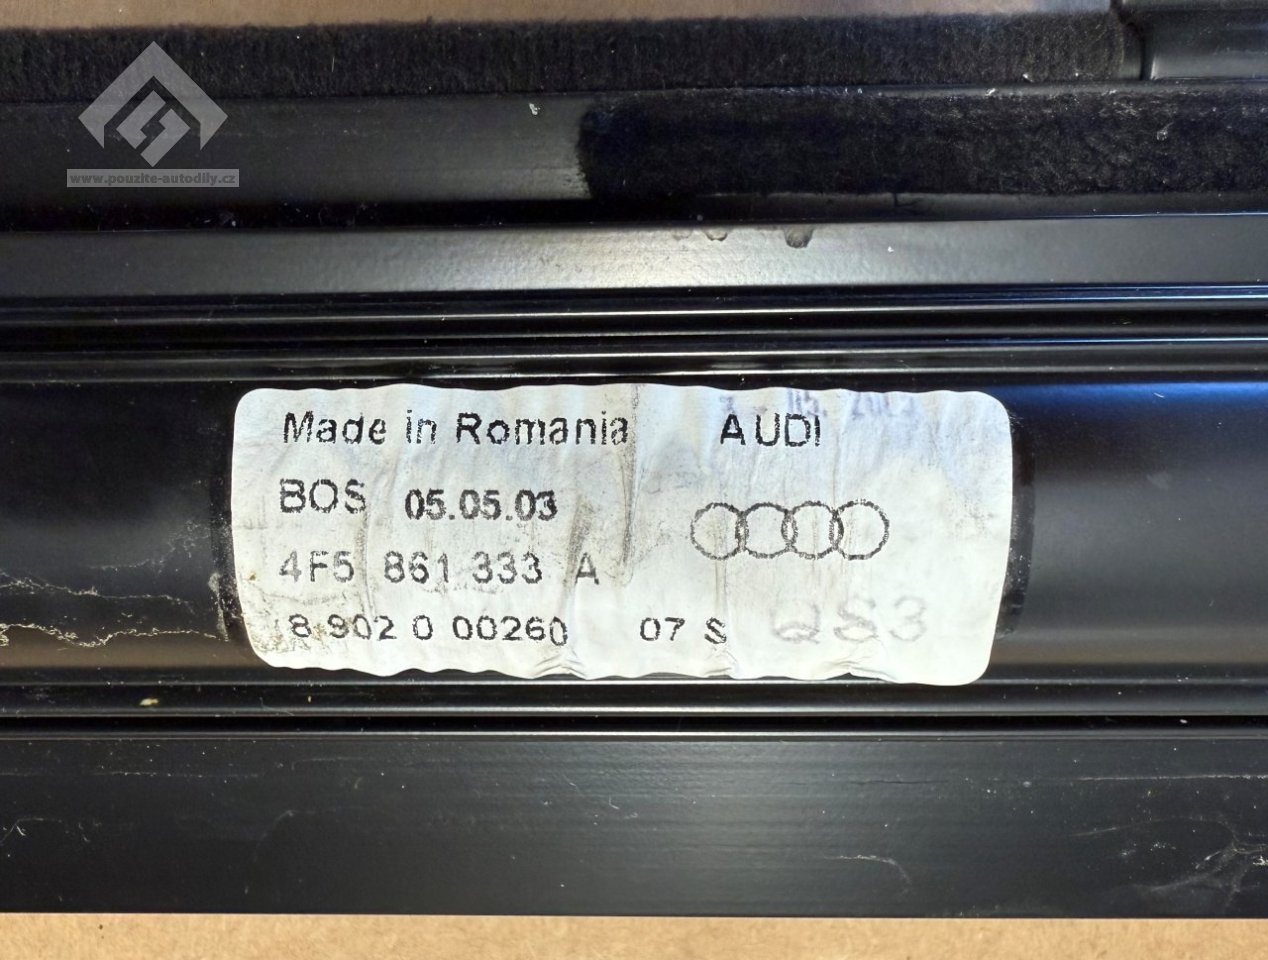 www.pouzite-autodily.cz
Made in Romania
AUDI
BOS 05.05.03
4F5 861 333 A
8 902 0 00260 07 S